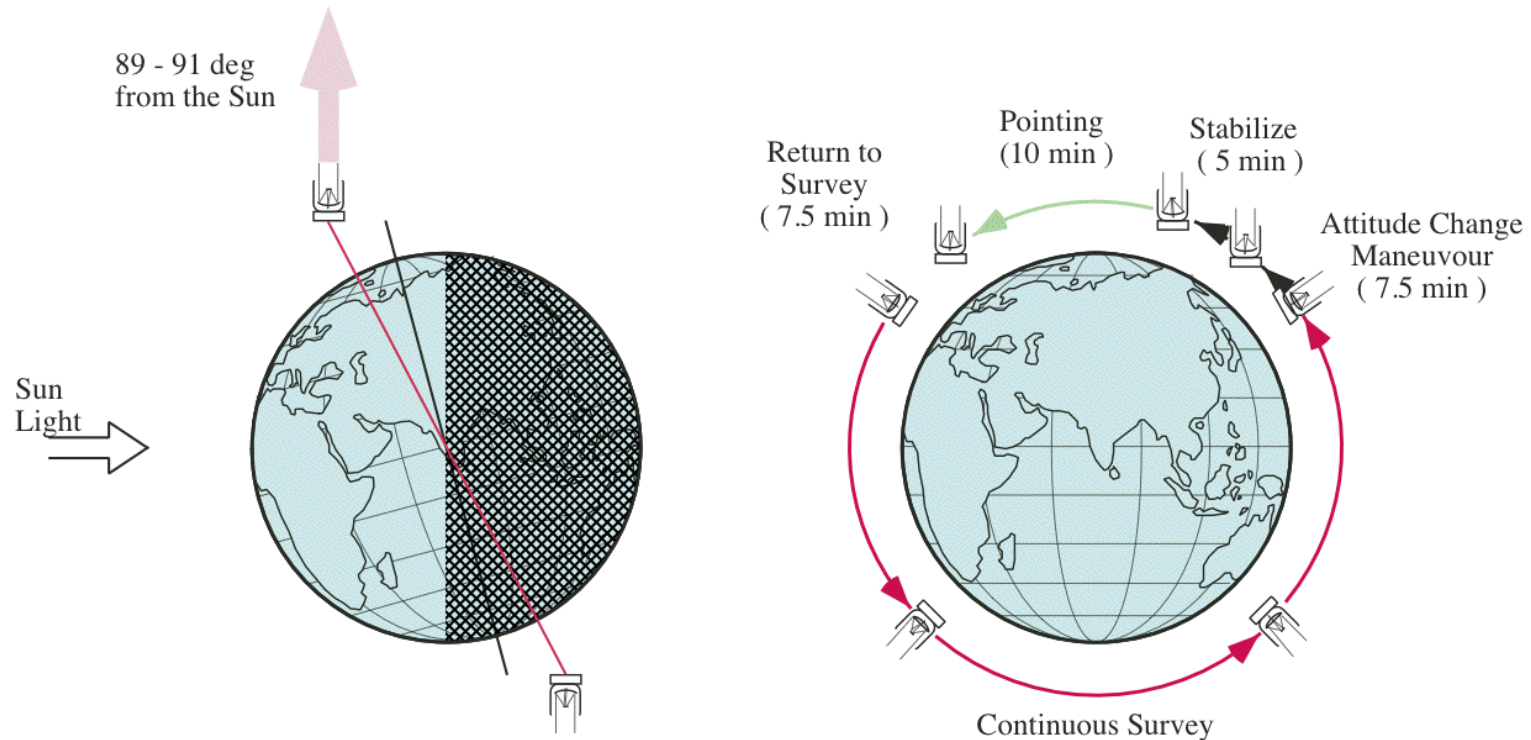 89 - 91 deg
from the Sun
Sun
Light
Return to
Survey
( 7.5 min )
Pointing
(10 min )
Stabilize
( 5 min )
Attitude Change
Maneuvour
( 7.5 min )
Continuous Survey